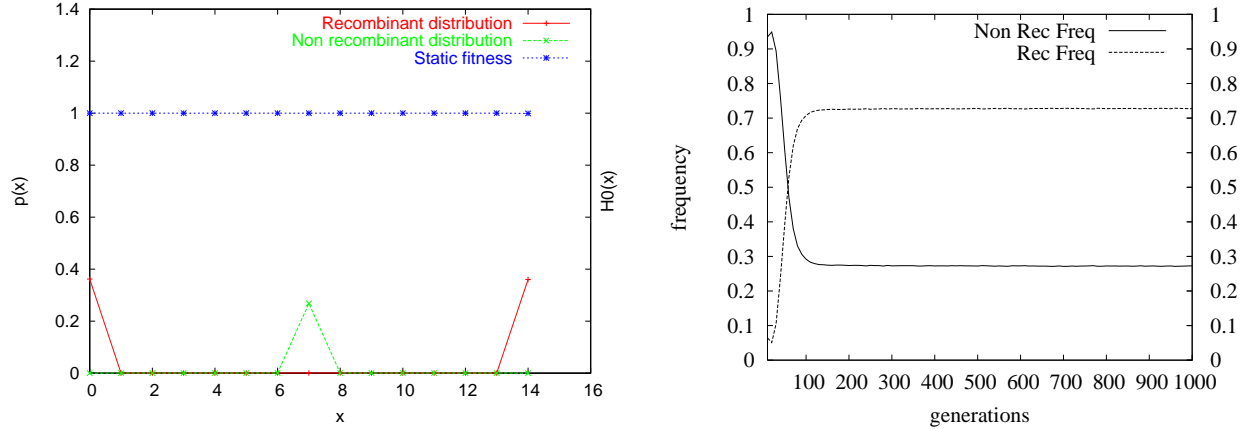 Recombinant distribution
Non recombinant distribution
Static fitness
p(x)
1.4
1.2
1
0.8
0.6
0.4
0.2
0
0 2 4 6 8 10 12 14 16
x
H0(x)
Non Rec Freq
Rec Freq
frequency
1
0.9
0.8
0.7
0.6
0.5
0.4
0.3
0.2
0.1
0
1
0.9
0.8
0.7
0.6
0.5
0.4
0.3
0.2
0.1
0
100 200 300 400 500 600 700 800 900 1000
generations